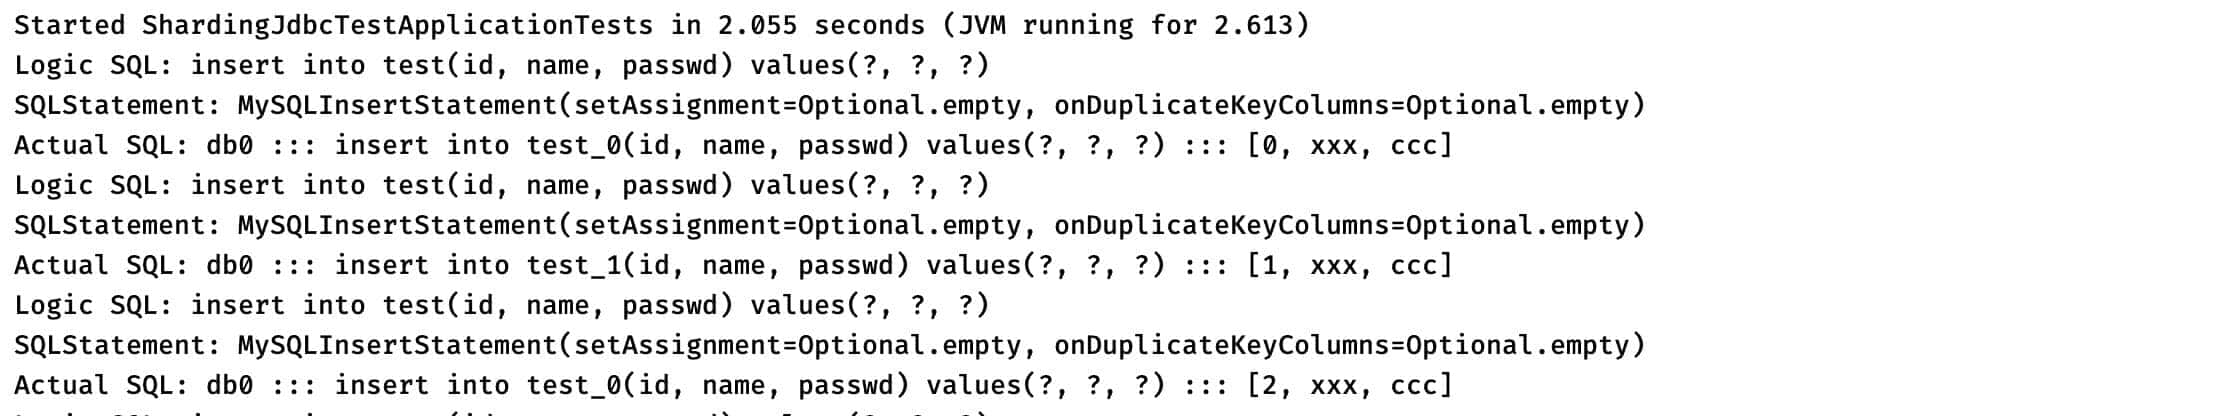 Started ShardingJdbcTestApplicationTests in 2.055 seconds (JVM running for 2.613)
Logic SQL: insert into test(id, name, passwd) values(?, ?, ?)
SQLStatement: MySQLInsertStatement(setAssignment=Optional.empty, onDuplicateKeyColumns=Optional.empty)
Actual SQL: db0 ::: insert into test_0(id, name, passwd) values(?, ?, ?) ::: [0, xxx, ccc]
Logic SQL: insert into test(id, name, passwd) values(?, ?, ?)
SQLStatement: MySQLInsertStatement(setAssignment=Optional.empty, onDuplicateKeyColumns=Optional.empty)
Actual SQL: db0 ::: insert into test_1(id, name, passwd) values(?, ?, ?) ::: [1, xxx, ccc]
Logic SQL: insert into test(id, name, passwd) values(?, ?, ?)
SQLStatement: MySQLInsertStatement(setAssignment=Optional.empty, onDuplicateKeyColumns=Optional.empty)
Actual SQL: db0 ::: insert into test_0(id, name, passwd) values(?, ?, ?) ::: [2, xxx, ccc]